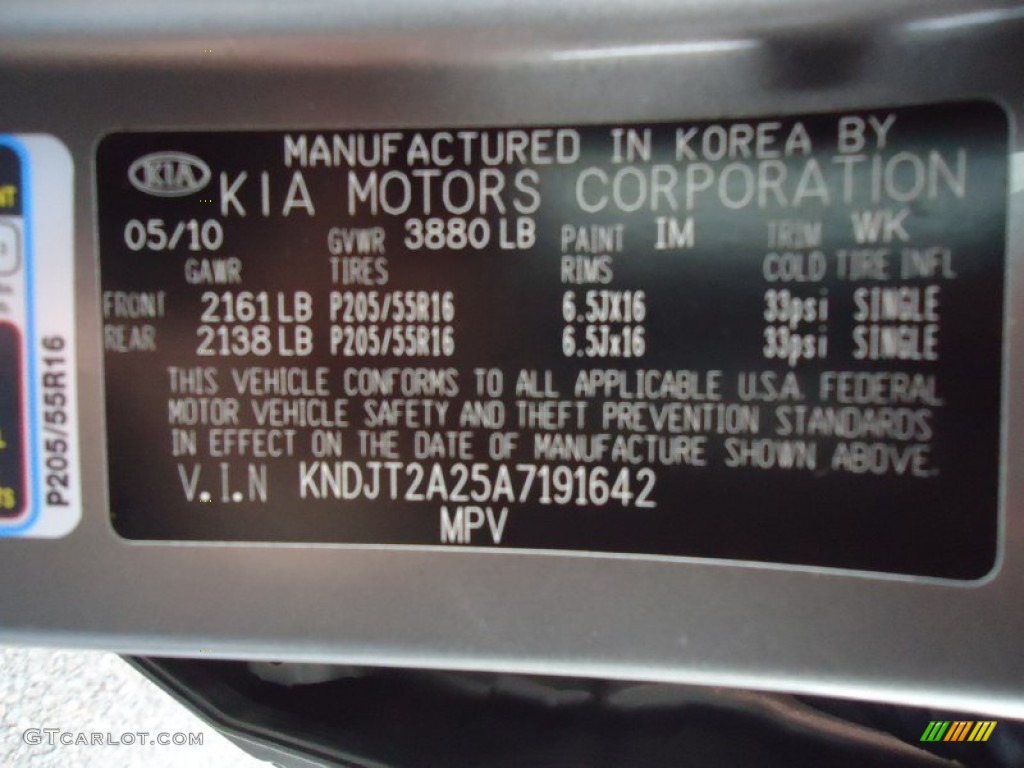 MANUFACTURED IN KOREA BY
KIA KIA MOTORS CORPORATION
05/10 GVWR 3880 LB PAINT IM TRIM WK
GAWR TIRES RIMS COLD TIRE INFL
FRONT 2161 LB P205/55R16 6.5JX16 33psi SINGLE
REAR 2138 LB P205/55R16 6.5Jx16 33psi SINGLE
THIS VEHICLE CONFORMS TO ALL APPLICABLE U.S.A. FEDERAL
MOTOR VEHICLE SAFETY AND THEFT PREVENTION STANDARDS
IN EFFECT ON THE DATE OF MANUFACTURE SHOWN ABOVE.
V.I.N KNDJT2A25A7191642
MPV
P205/55R16
GTCARLOT.COM